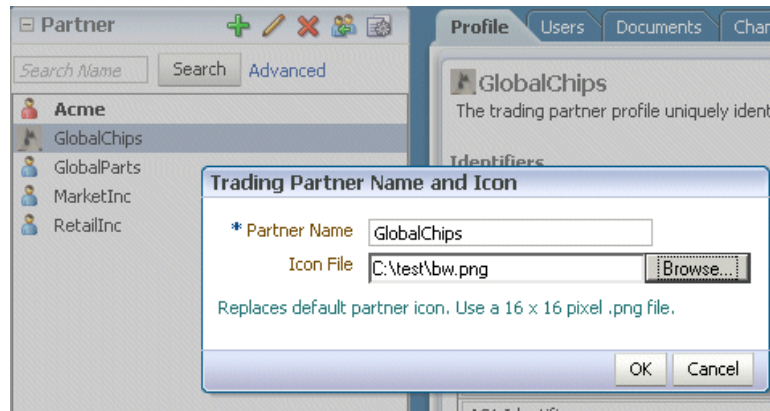 Partner
Search Name Search Advanced
Acme
GlobalChips
GlobalParts
MarketInc
RetailInc
Profile Users Documents
GlobalChips
The trading partner profile uniquely
Identifiers
Trading Partner Name and Icon
* Partner Name GlobalChips
Icon File C:\test\bw.png Browse...
Replaces default partner icon. Use a 16 x 16 pixel .png file.
OK Cancel